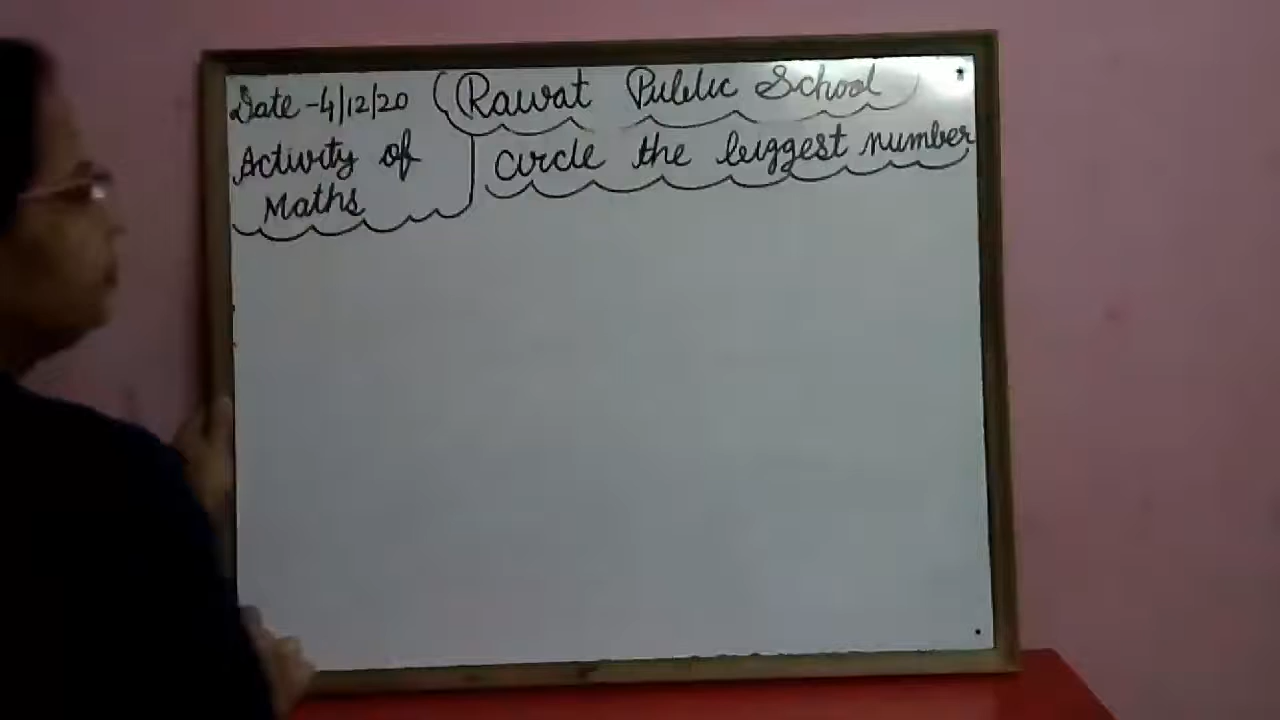 Date - 4/12/20 (Rawat Public School)
Activity of
Maths
circle the biggest number